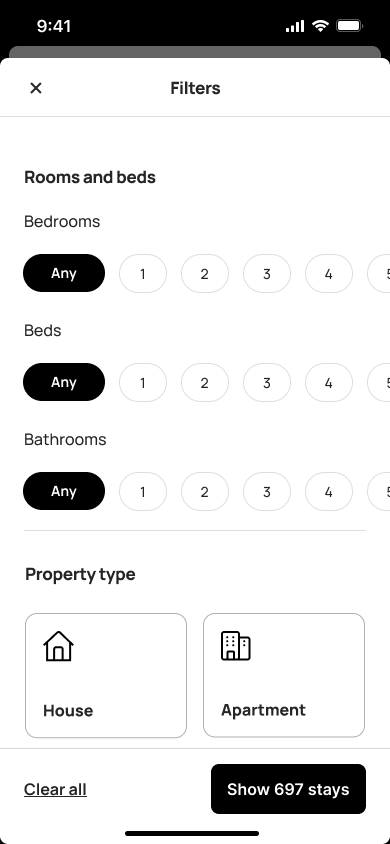 9:41
Filters
Rooms and beds
Bedrooms
Any 1 2 3 4 5
Beds
Any 1 2 3 4 5
Bathrooms
Any 1 2 3 4 5
Property type
House Apartment
Clear all Show 697 stays